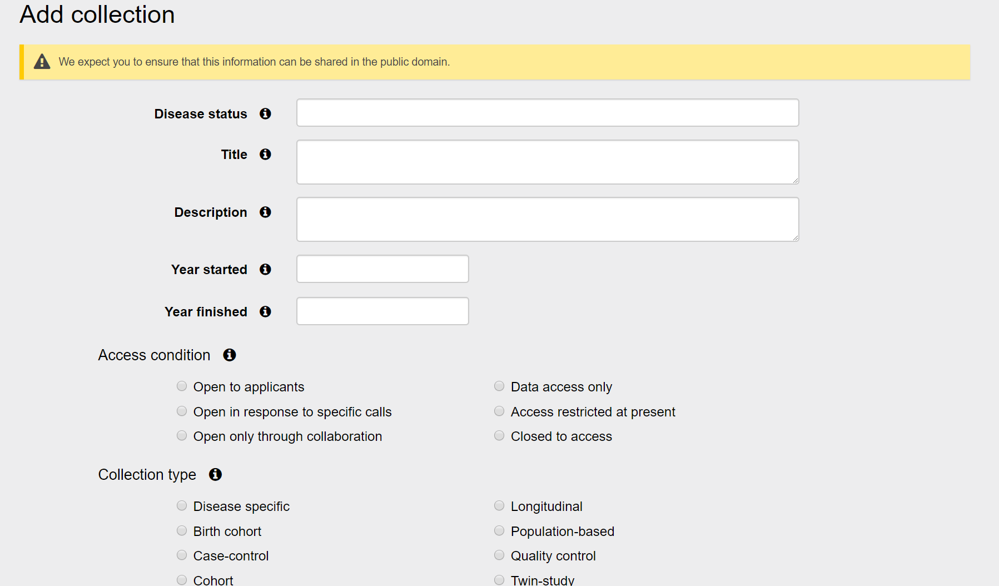 Add collection
We expect you to ensure that this information can be shared in the public domain.
Disease status
Title
Description
Year started
Year finished
Access condition
Open to applicants
Data access only
Open in response to specific calls
Access restricted at present
Open only through collaboration
Closed to access
Collection type
Disease specific
Longitudinal
Birth cohort
Population-based
Case-control
Quality control
Cohort
Twin-study